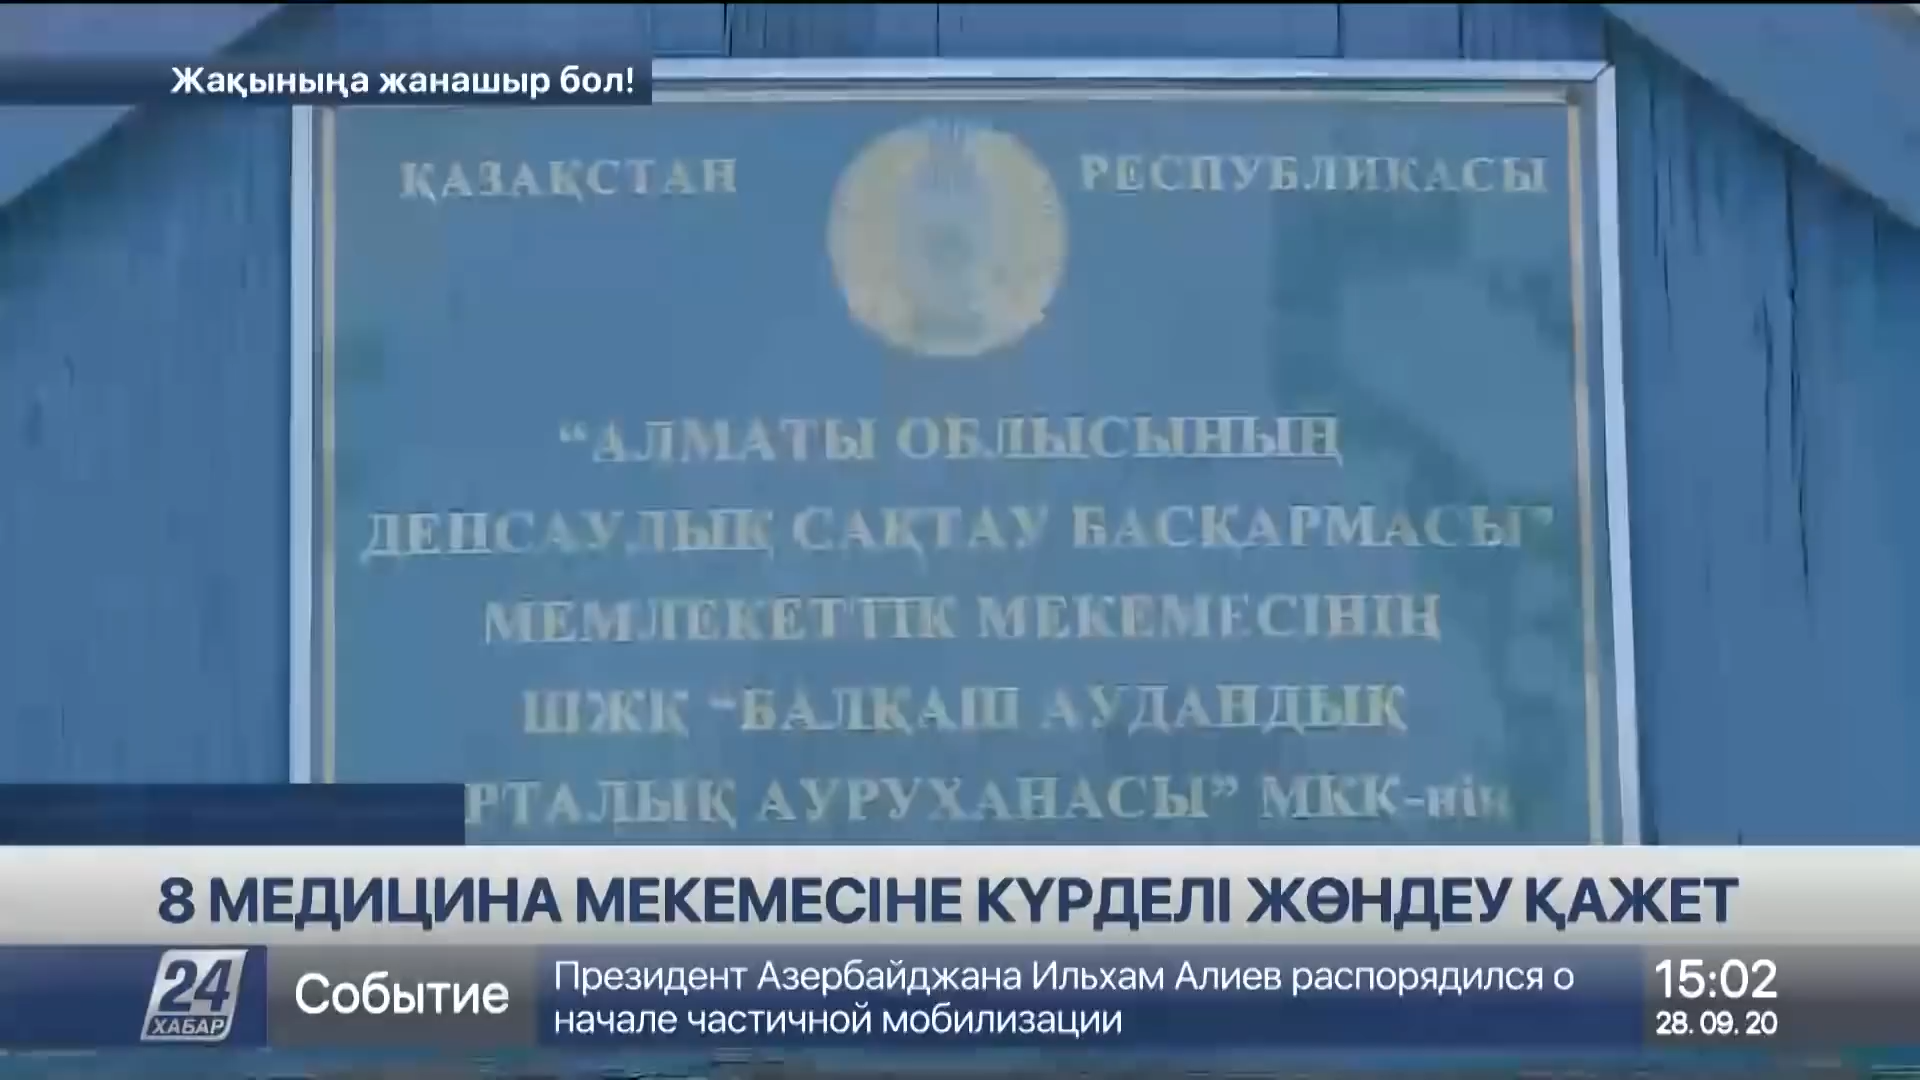 Жақыныңа жанашыр бол!
ҚАЗАҚСТАН РЕСПУБЛИКАСЫ
“АЛМАТЫ ОБЛЫСЫНЫҢ
ДЕНСАУЛЫҚ САҚТАУ БАСҚАРМАСЫ”
МЕМЛЕКЕТТІК МЕКЕМЕСІНІҢ
ШЖҚ “БАЛҚАШ АУДАНДЫҚ
РТАЛЫҚ АУРУХАНАСЫ” МКК-нің
8 МЕДИЦИНА МЕКЕМЕСІНЕ КҮРДЕЛІ ЖӨНДЕУ ҚАЖЕТ
24 ХАБАР
Событие
Президент Азербайджана Ильхам Алиев распорядился о
начале частичной мобилизации
15:02
28. 09. 20